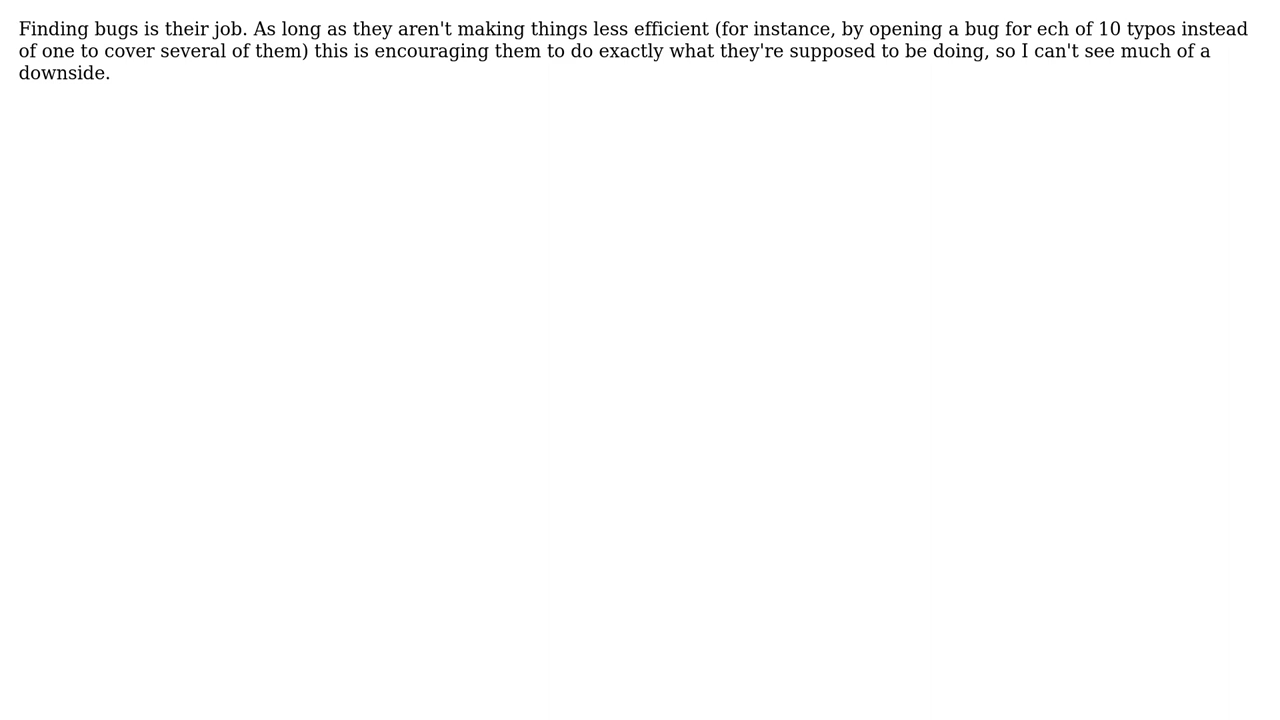 Finding bugs is their job. As long as they aren't making things less efficient (for instance, by opening a bug for ech of 10 typos instead
of one to cover several of them) this is encouraging them to do exactly what they're supposed to be doing, so I can't see much of a
downside.